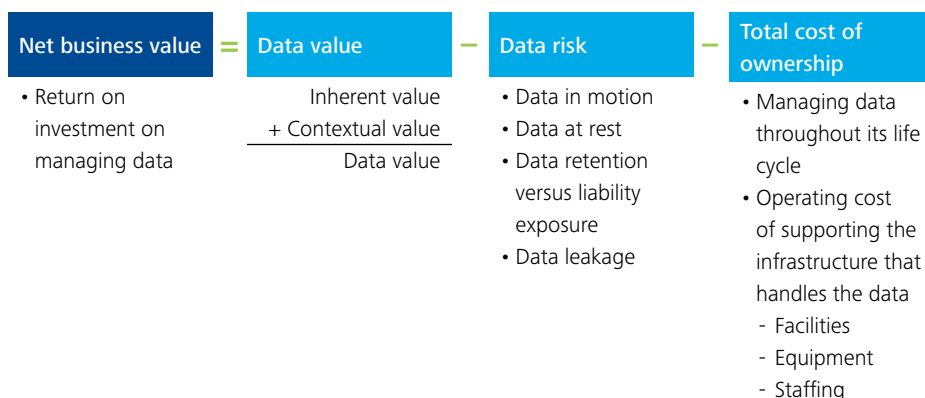 Net business value = Data value – Data risk – Total cost of
ownership
• Return on
investment on
managing data
Inherent value
+ Contextual value
Data value
• Data in motion
• Data at rest
• Data retention
versus liability
exposure
• Data leakage
• Managing data
throughout its life
cycle
• Operating cost
of supporting the
infrastructure that
handles the data
- Facilities
- Equipment
- Staffing